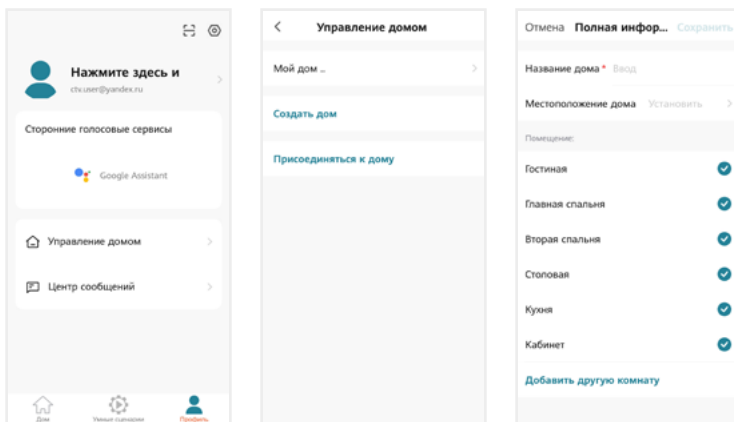 Нажмите здесь и
ctv.user@yandex.ru
Сторонние голосовые сервисы
Google Assistant
Управление домом
Центр сообщений
Дом
Умные сценарии
Профиль
Управление домом
Мой дом ..
Создать дом
Присоединяться к дому
Отмена Полная инфор... Сохранить
Название дома * Ввод
Местоположение дома Установить
Помещение:
Гостиная
Главная спальня
Вторая спальня
Столовая
Кухня
Кабинет
Добавить другую комнату